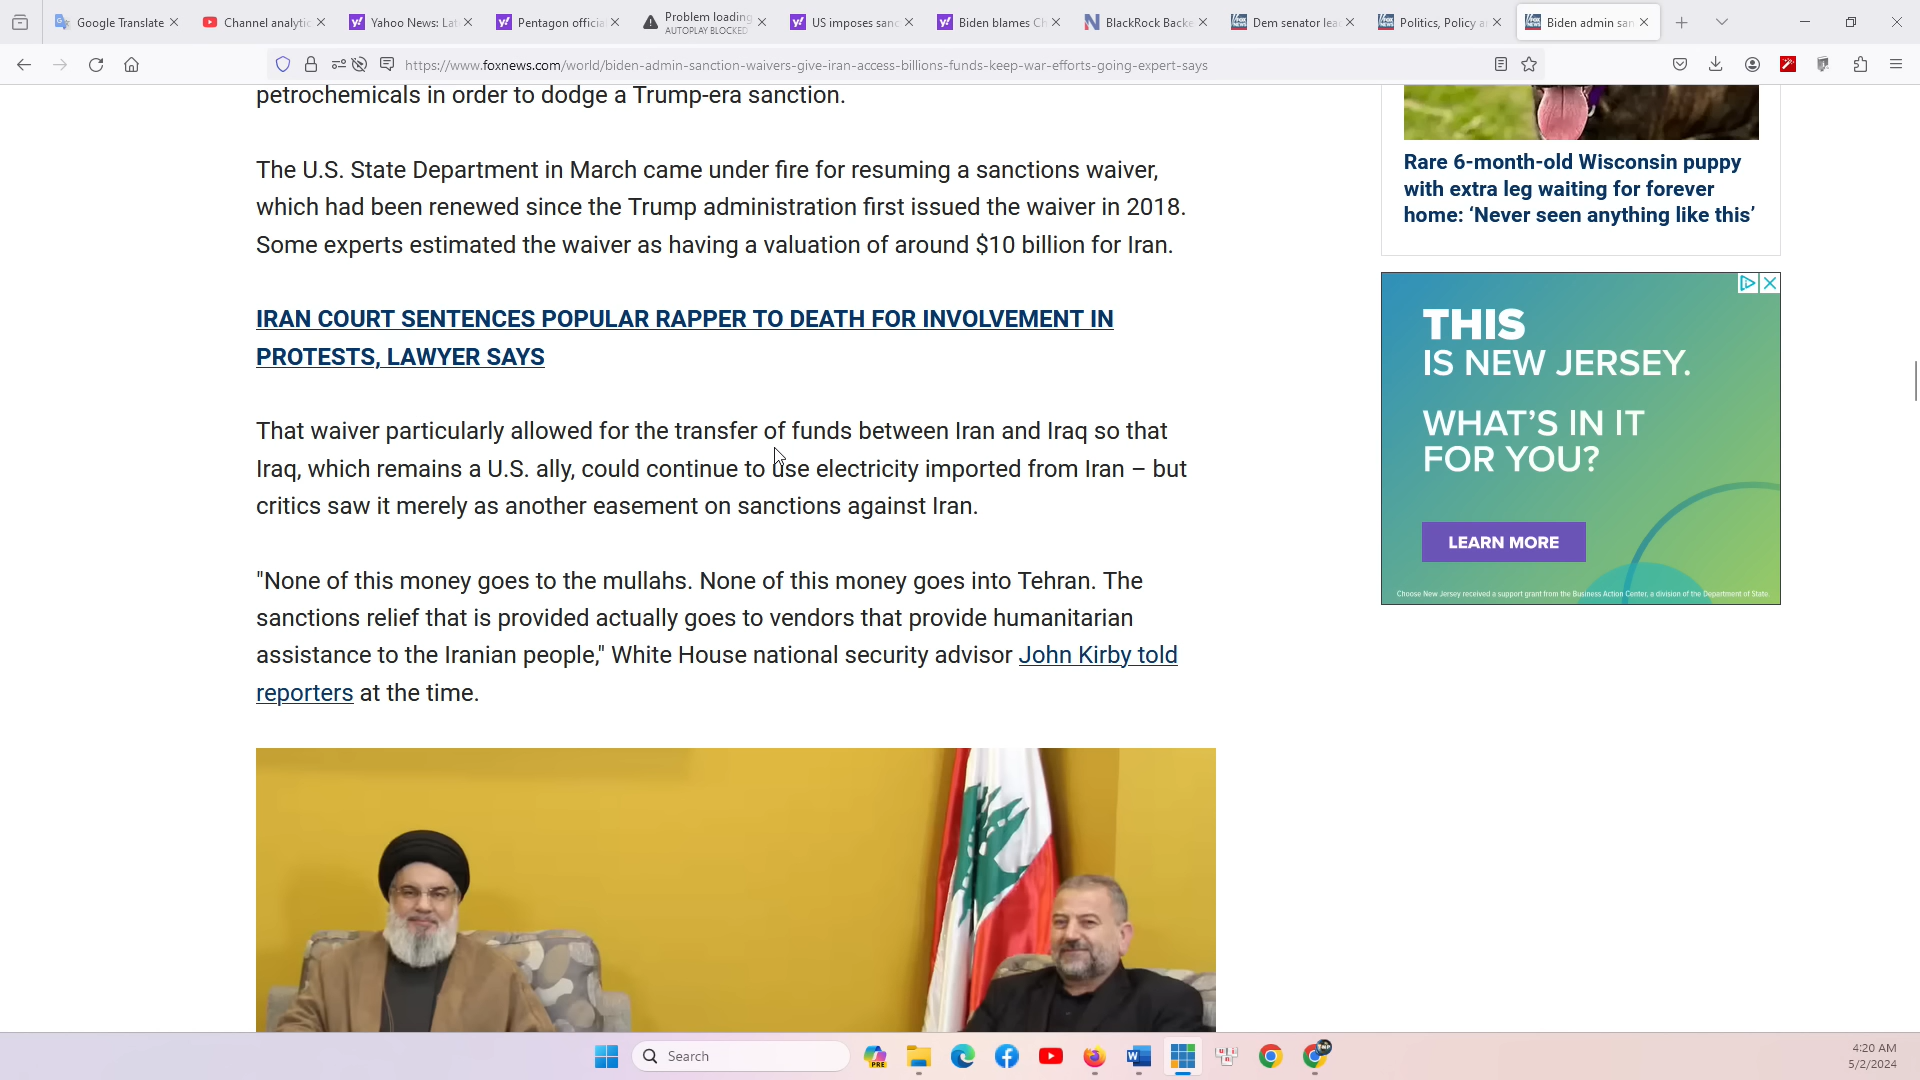 Google Translate
Channel analytic
Yahoo News: Lat
Pentagon officia
Problem loading
AUTOPLAY BLOCKED
US imposes sanc
Biden blames Ch
BlackRock Backe
Dem senator lea
Politics, Policy a
Biden admin san
https://www.foxnews.com/world/biden-admin-sanction-waivers-give-iran-access-billions-funds-keep-war-efforts-going-expert-says
petrochemicals in order to dodge a Trump-era sanction.
The U.S. State Department in March came under fire for resuming a sanctions waiver,
which had been renewed since the Trump administration first issued the waiver in 2018.
Some experts estimated the waiver as having a valuation of around $10 billion for Iran.
IRAN COURT SENTENCES POPULAR RAPPER TO DEATH FOR INVOLVEMENT IN
PROTESTS, LAWYER SAYS
That waiver particularly allowed for the transfer of funds between Iran and Iraq so that
Iraq, which remains a U.S. ally, could continue to use electricity imported from Iran – but
critics saw it merely as another easement on sanctions against Iran.
"None of this money goes to the mullahs. None of this money goes into Tehran. The
sanctions relief that is provided actually goes to vendors that provide humanitarian
assistance to the Iranian people," White House national security advisor John Kirby told
reporters at the time.
Rare 6-month-old Wisconsin puppy
with extra leg waiting for forever
home: ‘Never seen anything like this’
THIS
IS NEW JERSEY.
WHAT’S IN IT
FOR YOU?
LEARN MORE
Choose New Jersey received a support grant from the Business Action Center, a division of the Department of State.
Search
4:20 AM
5/2/2024